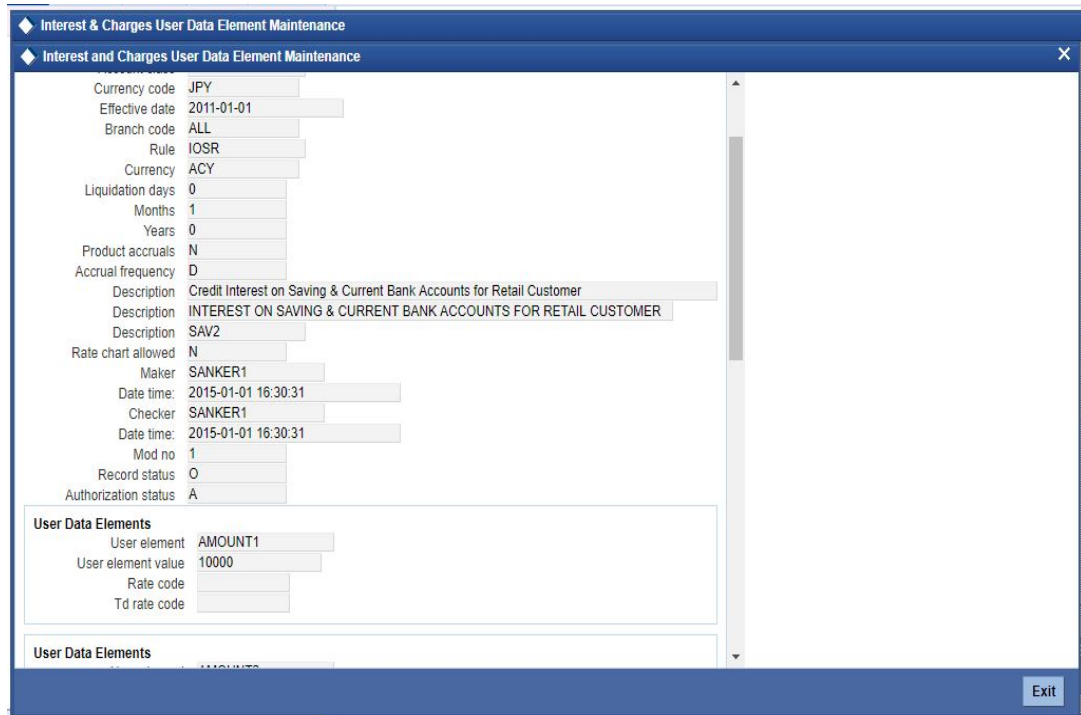 Interest & Charges User Data Element Maintenance
Interest and Charges User Data Element Maintenance X
Account class
Currency code JPY
Effective date 2011-01-01
Branch code ALL
Rule IOSR
Currency ACY
Liquidation days 0
Months 1
Years 0
Product accruals N
Accrual frequency D
Description Credit Interest on Saving & Current Bank Accounts for Retail Customer
Description INTEREST ON SAVING & CURRENT BANK ACCOUNTS FOR RETAIL CUSTOMER
Description SAV2
Rate chart allowed N
Maker SANKER1
Date time: 2015-01-01 16:30:31
Checker SANKER1
Date time: 2015-01-01 16:30:31
Mod no 1
Record status O
Authorization status A
User Data Elements
User element AMOUNT1
User element value 10000
Rate code
Td rate code
User Data Elements
Exit